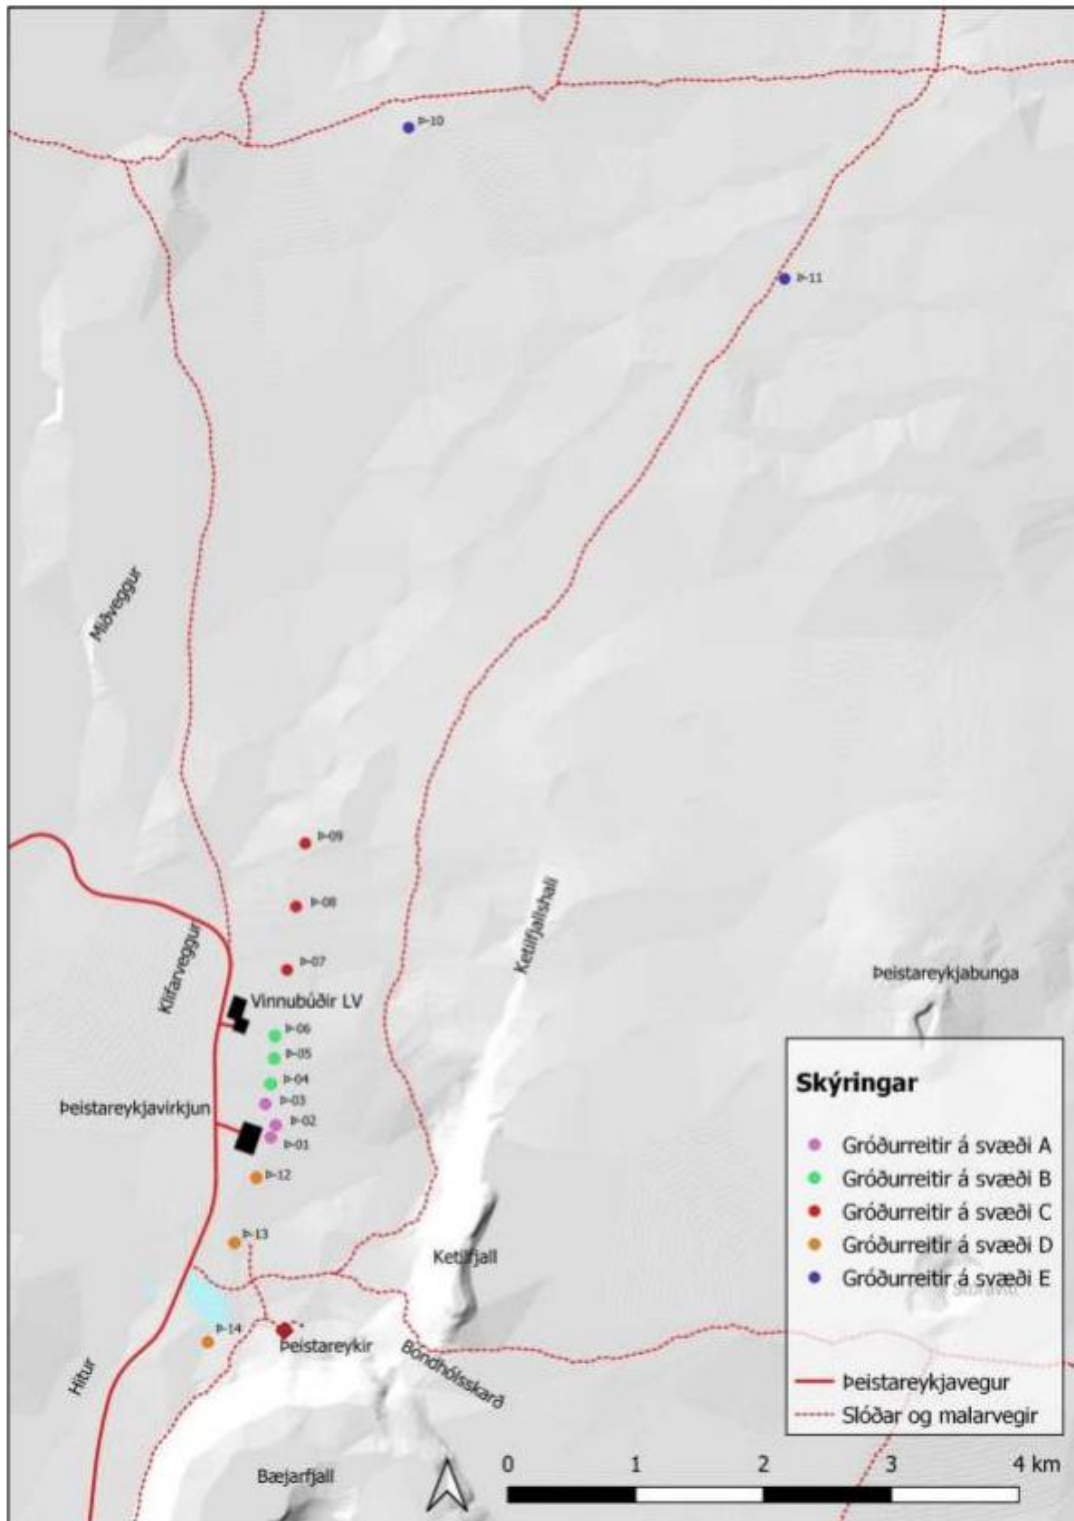 Þ-10
Þ-11
Miðveggur
Þ-09
Þ-08
Þ-07
Klifarveggur
Ketilfjallshali
Þeistareykjabunga
Vinnubúðir LV
Þ-06
Þ-05
Þ-04
Þ-03
Þ-02
Þ-01
Þeistareykjavirkjun
Þ-12
Þ-13
Ketilfjall
Þ-14
Þeistareykir
Bóndhólsskarð
Hitur
Bæjarfjall
Skýringar
Gróðurreitir á svæði A
Gróðurreitir á svæði B
Gróðurreitir á svæði C
Gróðurreitir á svæði D
Gróðurreitir á svæði E
Stóravíti
Þeistareykjavegur
Slóðar og malarvegir
0 1 2 3 4 km